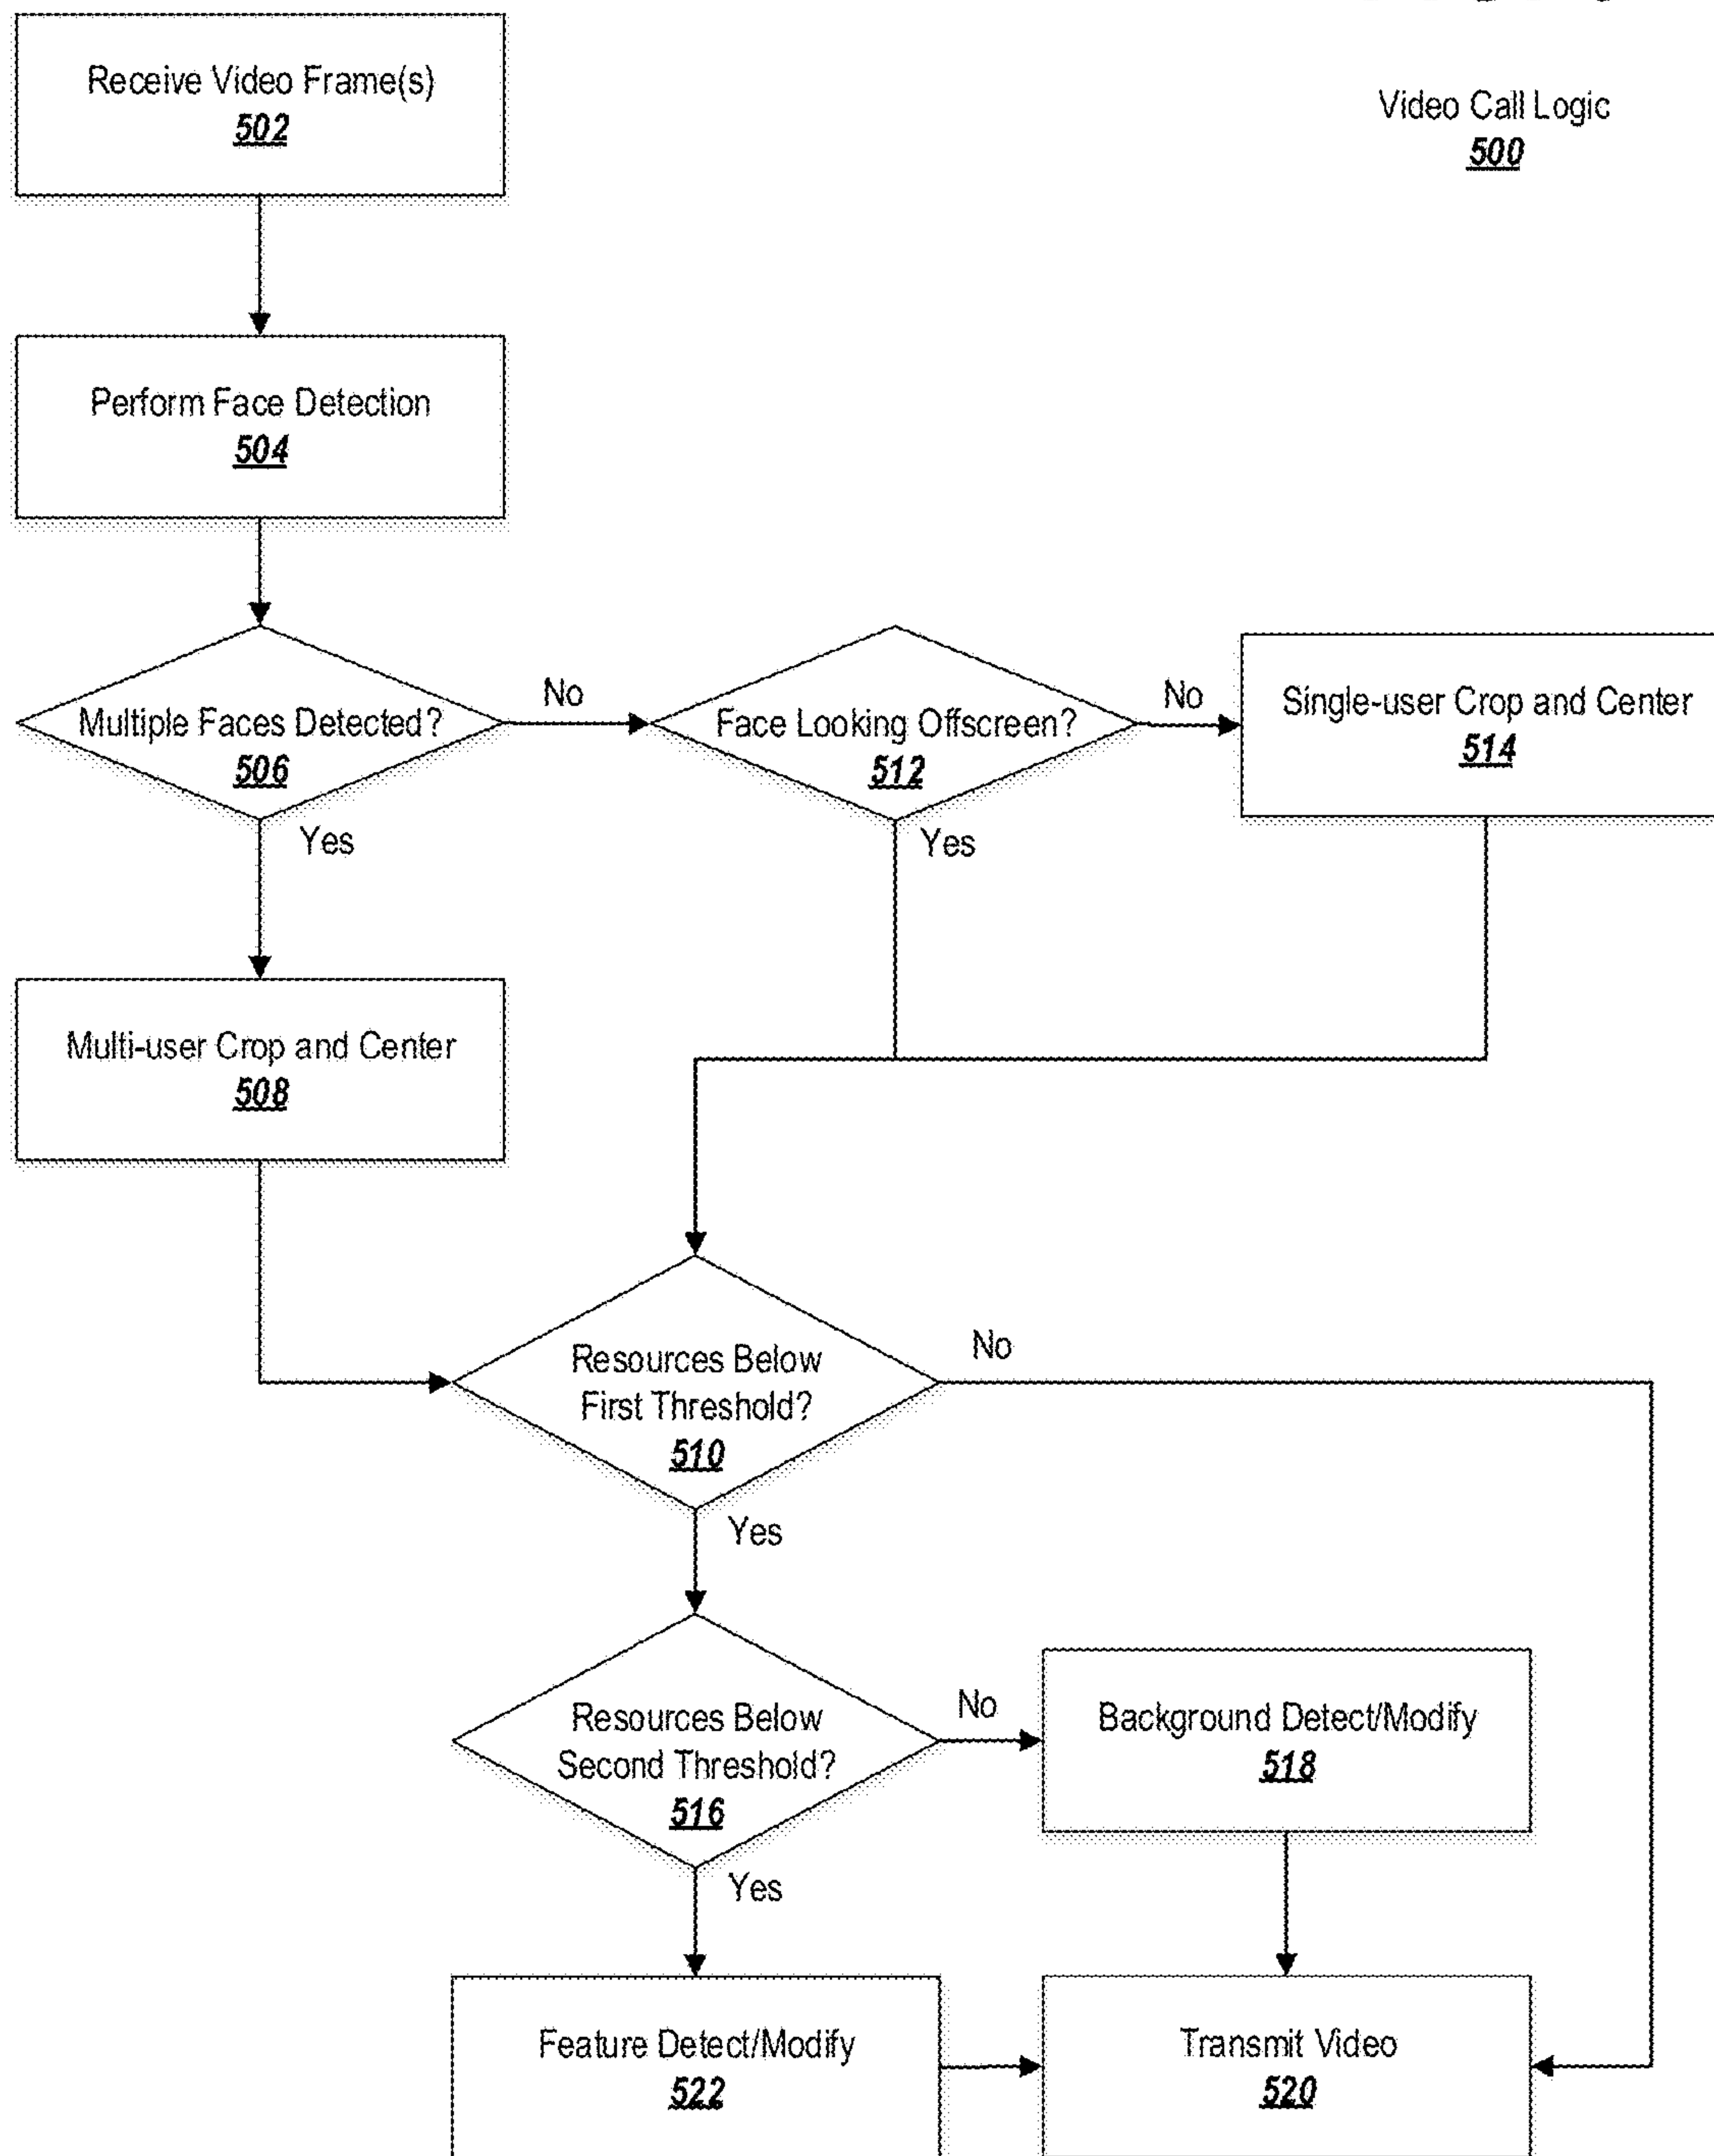 Video Call Logic
500
Receive Video Frame(s)
502
Perform Face Detection
504
Multiple Faces Detected?
506
No
Yes
Face Looking Offscreen?
512
No
Yes
Single-user Crop and Center
514
Multi-user Crop and Center
508
Resources Below
First Threshold?
510
No
Yes
Resources Below
Second Threshold?
516
No
Yes
Background Detect/Modify
518
Feature Detect/Modify
522
Transmit Video
520